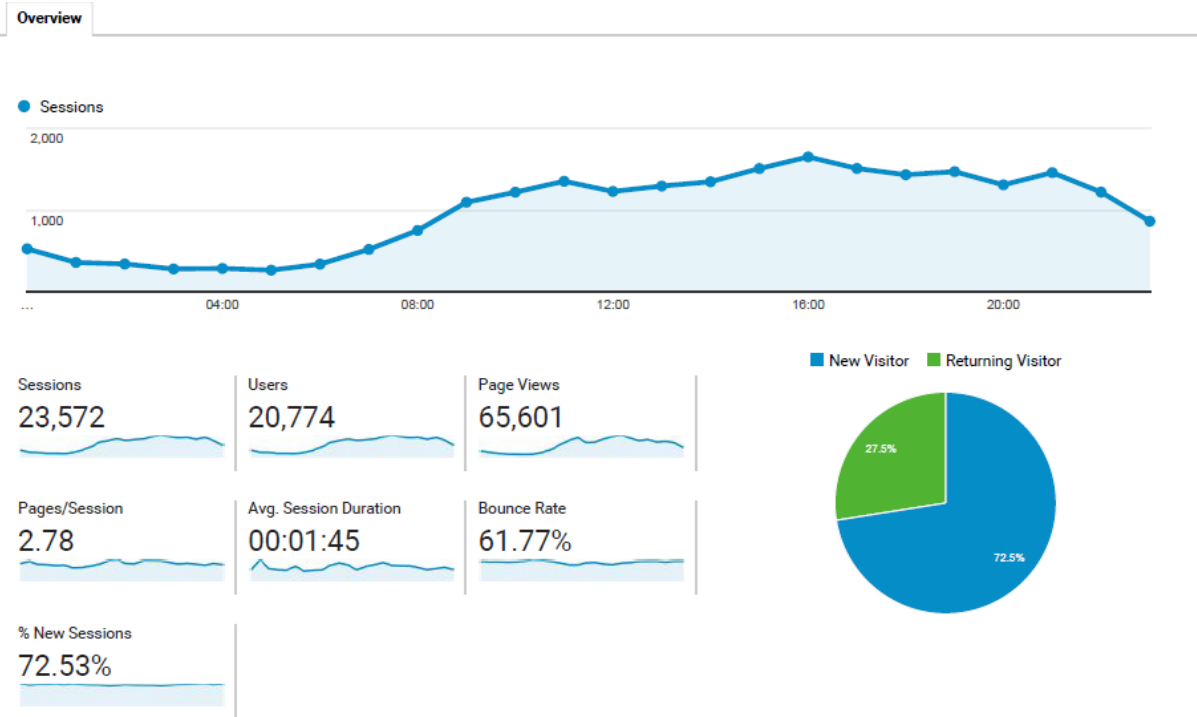 Overview
Sessions
2,000
1,000
... 04:00 08:00 12:00 16:00 20:00
New Visitor Returning Visitor
Sessions Users Page Views
23,572 20,774 65,601
27.5%
Pages/Session Avg. Session Duration Bounce Rate
2.78 00:01:45 61.77%
72.5%
% New Sessions
72.53%